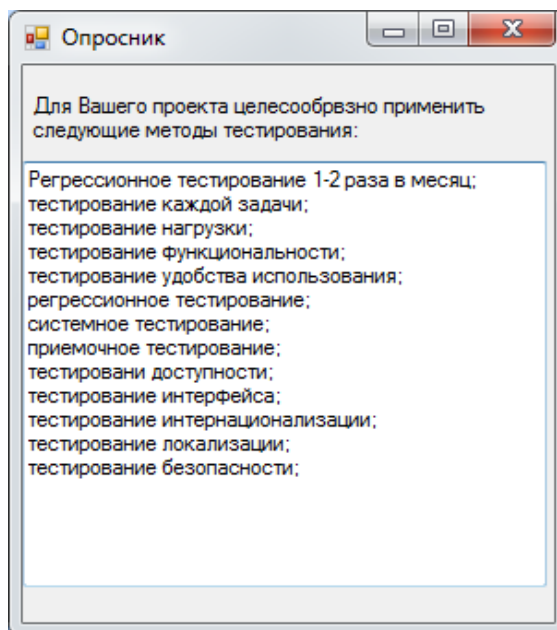 Опросник
Для Вашего проекта целесообрвзно применить
следующие методы тестирования:
Регрессионное тестирование 1-2 раза в месяц;
тестирование каждой задачи;
тестирование нагрузки;
тестирование функциональности;
тестирование удобства использования;
регрессионное тестирование;
системное тестирование;
приемочное тестирование;
тестировани доступности;
тестирование интерфейса;
тестирование интернационализации;
тестирование локализации;
тестирование безопасности;